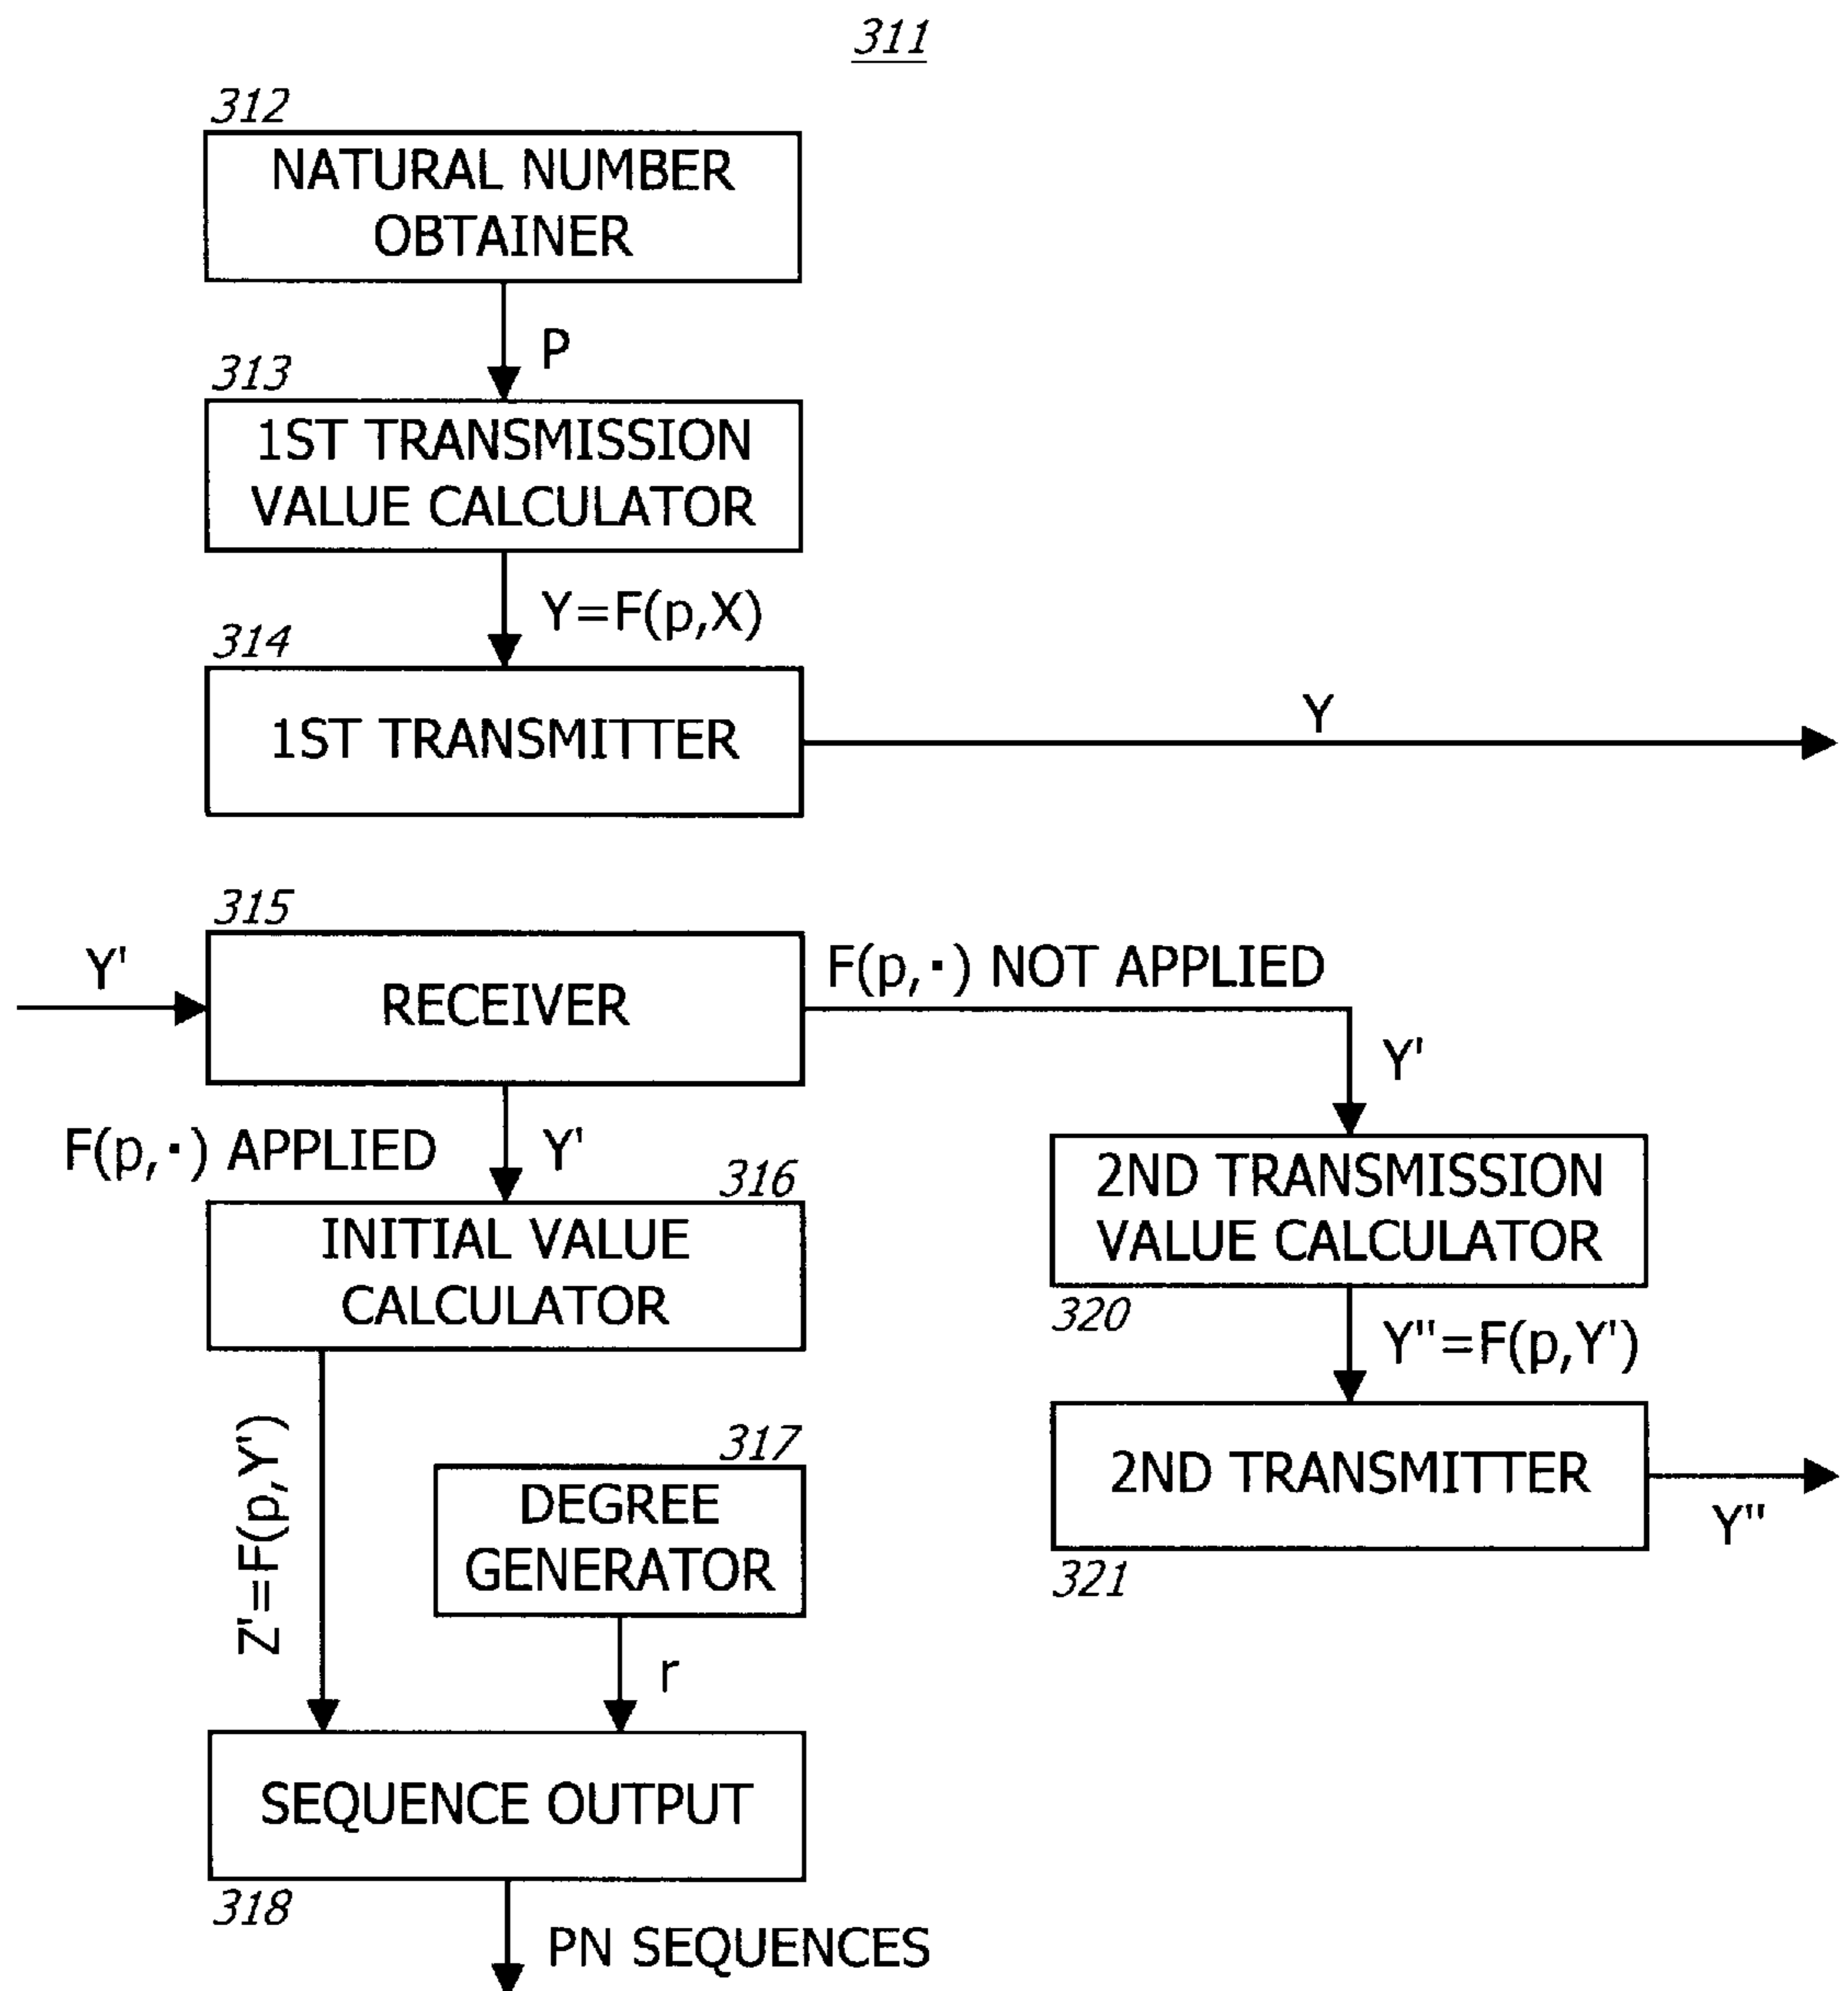 311
312
NATURAL NUMBER
OBTAINER
P
313
1ST TRANSMISSION
VALUE CALCULATOR
Y=F(p,X)
314
1ST TRANSMITTER
Y
315
Y'
RECEIVER
F(p,·) NOT APPLIED
Y'
F(p,·) APPLIED
Y'
316
INITIAL VALUE
CALCULATOR
2ND TRANSMISSION
VALUE CALCULATOR
320
Y"=F(p,Y')
Z'=F(p,Y')
317
DEGREE
GENERATOR
2ND TRANSMITTER
Y"
321
r
SEQUENCE OUTPUT
318
PN SEQUENCES